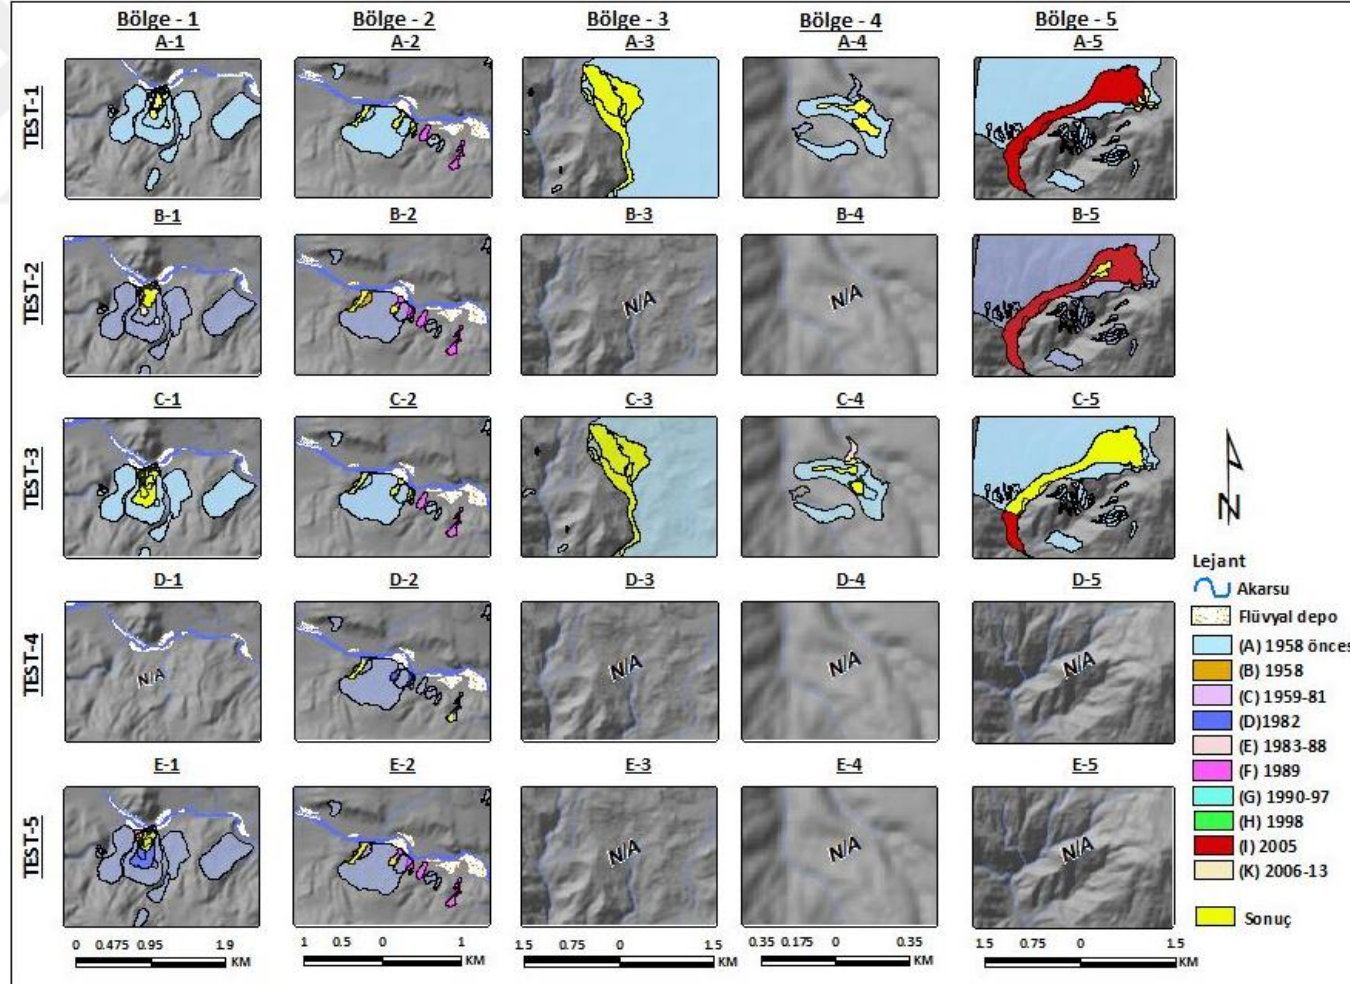 Bölge - 1 Bölge - 2 Bölge - 3 Bölge - 4 Bölge - 5
A-1 A-2 A-3 A-4 A-5
TEST-1
B-1 B-2 B-3 B-4 B-5
TEST-2
N/A N/A
C-1 C-2 C-3 C-4 C-5
TEST-3
N
Lejant
Akarsu
Flüvyal depo
(A) 1958 önces
(B) 1958
(C) 1959-81
(D)1982
(E) 1983-88
(F) 1989
(G) 1990-97
(H) 1998
(I) 2005
(K) 2006-13
Sonuç
D-1 D-2 D-3 D-4 D-5
TEST-4
N/A N/A N/A N/A
E-1 E-2 E-3 E-4 E-5
TEST-5
N/A N/A N/A
0 0.475 0.95 1.9 KM
1 0.5 0 1 KM
1.5 0.75 0 1.5 KM
0.35 0.175 0 0.35 KM
1.5 0.75 0 1.5 KM